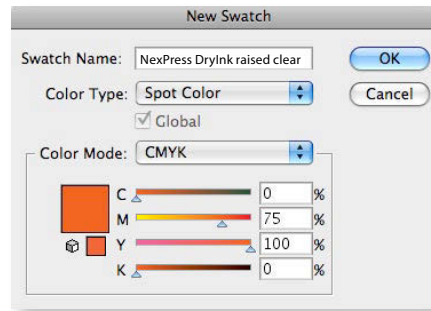 New Swatch
Swatch Name: NexPress DryInk raised clear OK
Color Type: Spot Color Cancel
Global
Color Mode: CMYK
C 0 %
M 75 %
Y 100 %
K 0 %